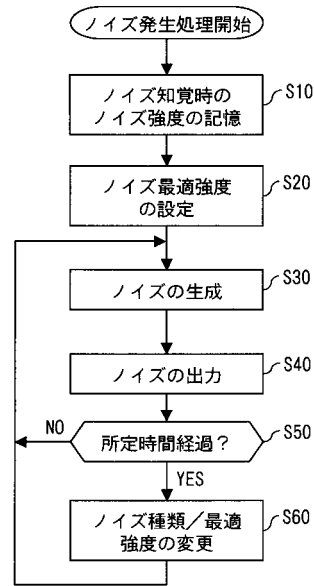 ノイズ発生処理開始
ノイズ知覚時の
ノイズ強度の記憶
S10
ノイズ最適強度
の設定
S20
ノイズの生成
S30
ノイズの出力
S40
所定時間経過?
S50
NO
YES
ノイズ種類/最適
強度の変更
S60